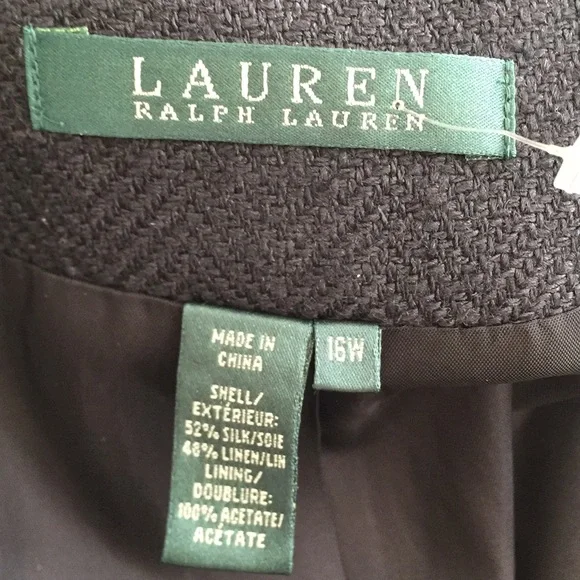 LAUREN
RALPH LAUREN
MADE IN
CHINA
16W
SHELL/
EXTÉRIEUR:
52% SILK/SOIE
48% LINEN/LIN
LINING/
DOUBLURE:
100% ACETATE/
ACÉTATE